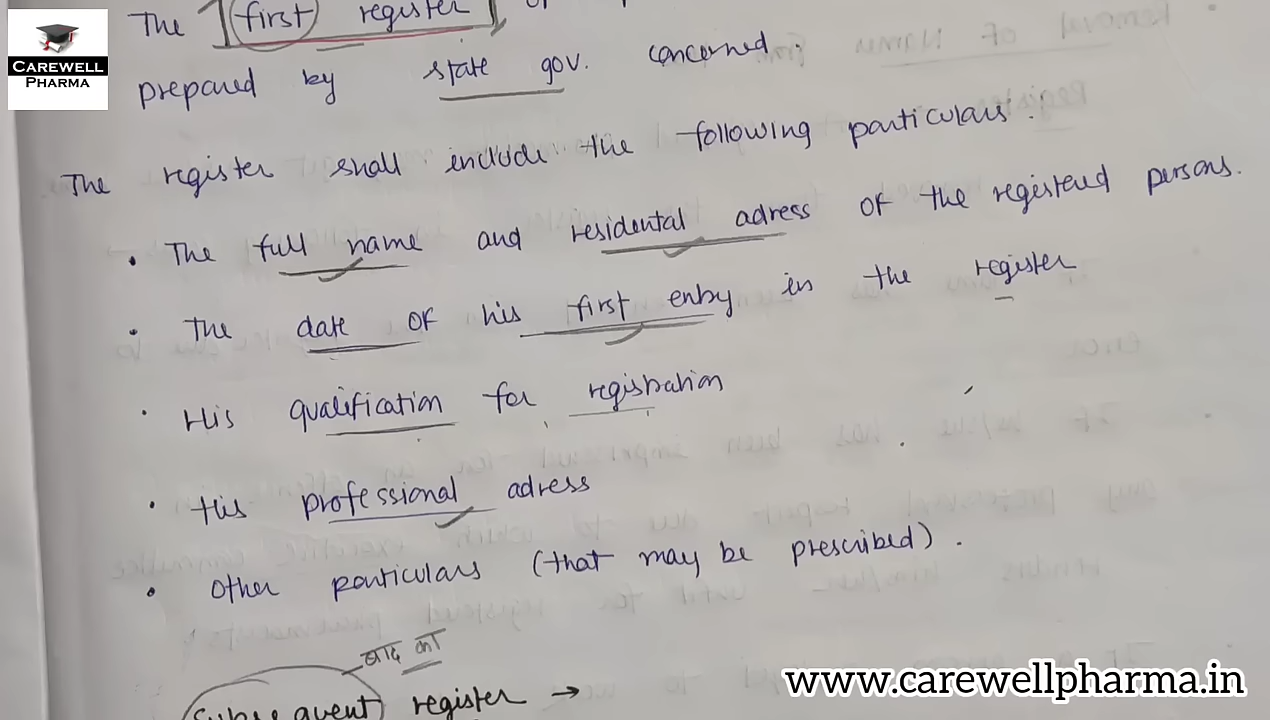 CAREWELL
PHARMA
The first register of
prepared by state gov. concerned.
The register shall include the following particulars.
• The full name and residental adress of the registered persons.
• The date of his first entry in the register
• His qualification for registration
• His professional adress
• Other particulars (that may be prescribed).
बाद का
Subsequent register →
www.carewellpharma.in